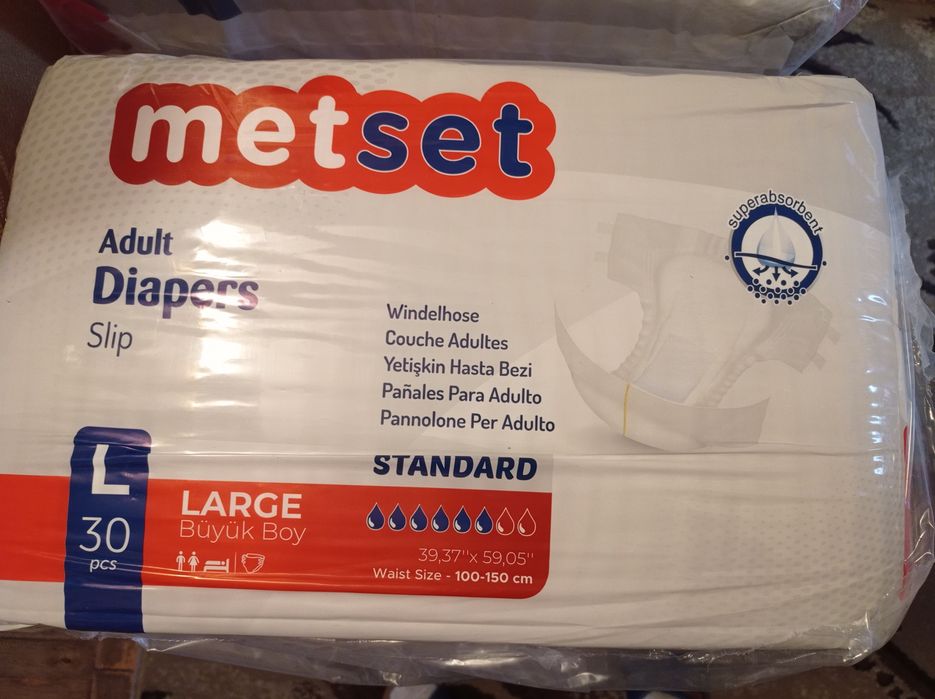 metset
superabsorbent
Adult
Diapers
Slip
Windelhose
Couche Adultes
Yetişkin Hasta Bezi
Pañales Para Adulto
Pannolone Per Adulto
STANDARD
L
30
pcs
LARGE
Büyük Boy
39,37''x 59,05''
Waist Size - 100-150 cm